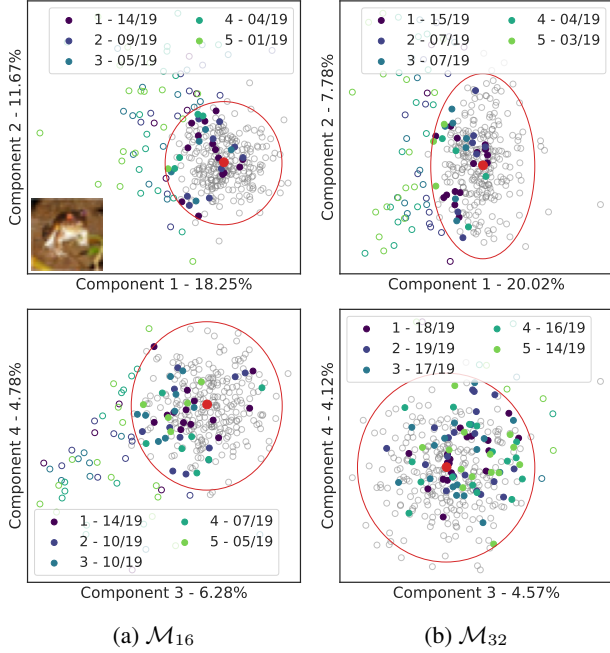 1 - 14/19 4 - 04/19
2 - 09/19 5 - 01/19
3 - 05/19
Component 2 - 11.67%
Component 1 - 18.25%
1 - 15/19 4 - 04/19
2 - 07/19 5 - 03/19
3 - 07/19
Component 2 - 7.78%
Component 1 - 20.02%
1 - 14/19 4 - 07/19
2 - 10/19 5 - 05/19
3 - 10/19
Component 4 - 4.78%
Component 3 - 6.28%
1 - 18/19 4 - 16/19
2 - 19/19 5 - 14/19
3 - 17/19
Component 4 - 4.12%
Component 3 - 4.57%
(a) ℳ₁₆
(b) ℳ₃₂